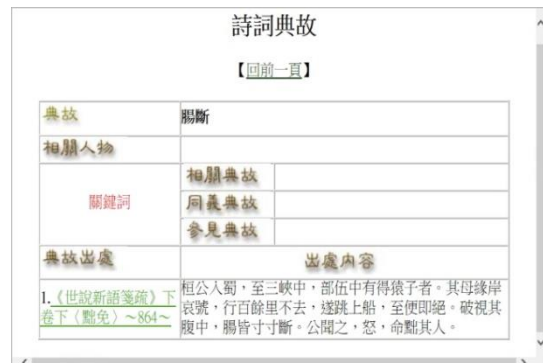 詩詞典故
【回前一頁】
典故
腸斷
相關人物
關鍵詞
相關典故
同義典故
參見典故
典故出處
出處內容
1.《世說新語箋疏》下
卷下〈黜免〉～864～
桓公入蜀，至三峽中，部伍中有得猿子者。其母緣岸
哀號，行百餘里不去，遂跳上船，至便即絕。破視其
腹中，腸皆寸寸斷。公聞之，怒，命黜其人。